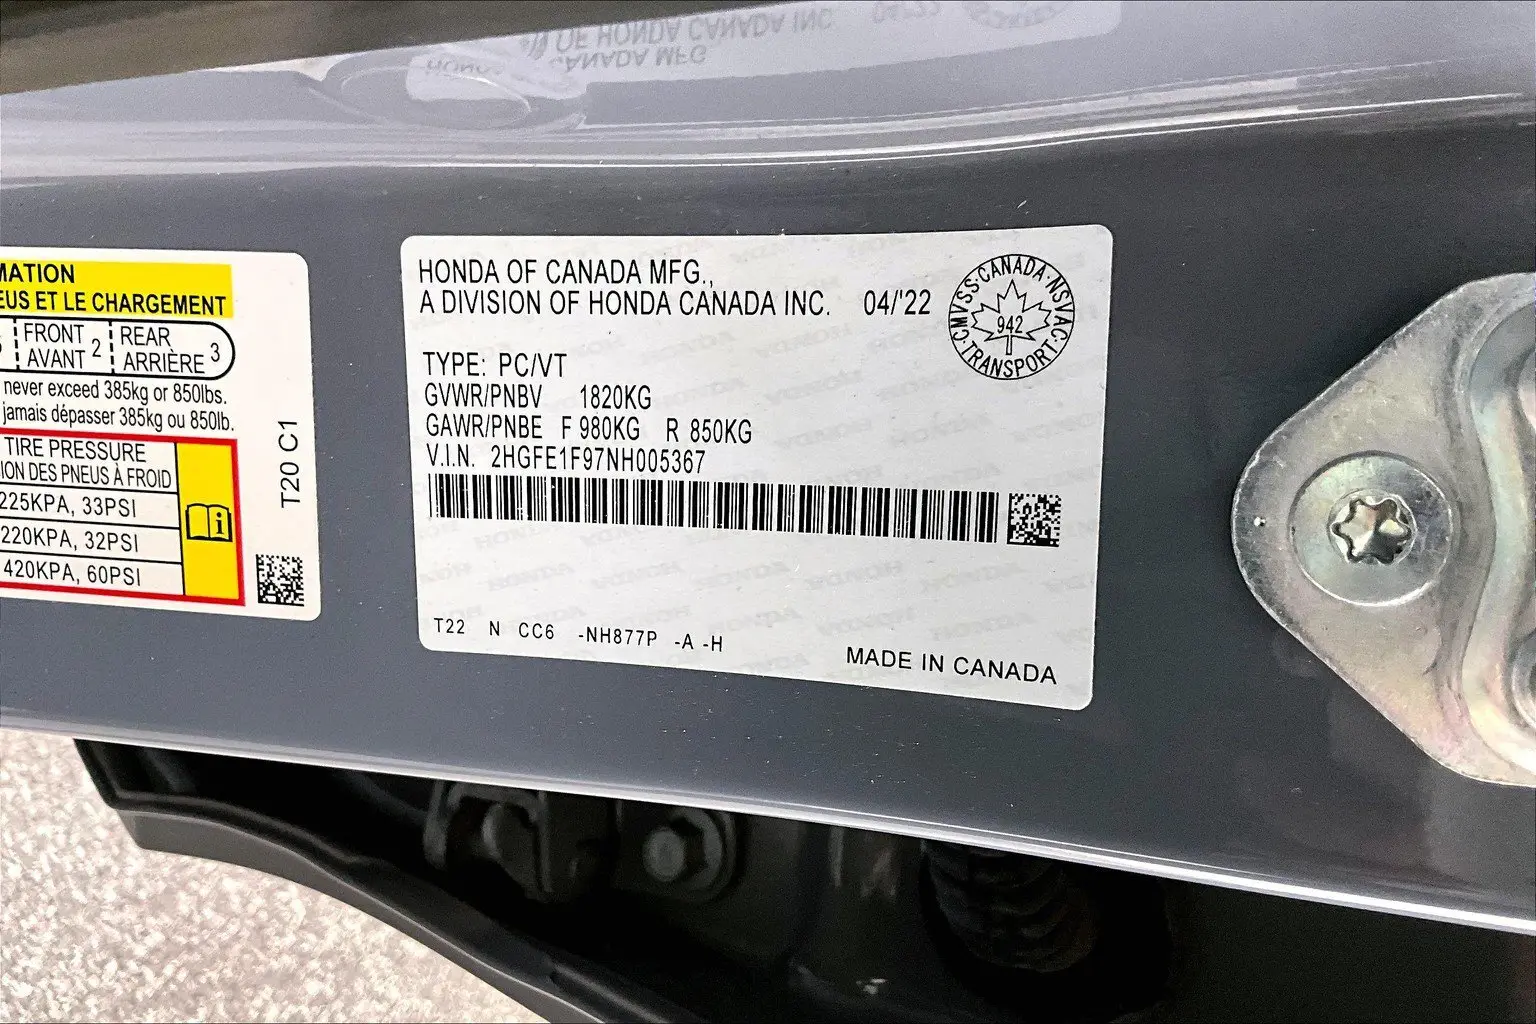 MATION
EUS ET LE CHARGEMENT
FRONT
AVANT 2
REAR
ARRIÈRE 3
never exceed 385kg or 850lbs.
jamais dépasser 385kg ou 850lb.
TIRE PRESSURE
ION DES PNEUS À FROID
225KPA, 33PSI
220KPA, 32PSI
420KPA, 60PSI
T20 C1
HONDA OF CANADA MFG.,
A DIVISION OF HONDA CANADA INC. 04/'22
CANADA · NSVAC · TRANSPORT · CMVSS ·
942
TYPE: PC/VT
GVWR/PNBV 1820KG
GAWR/PNBE F 980KG R 850KG
V.I.N. 2HGFE1F97NH005367
T22 N CC6 -NH877P -A -H
MADE IN CANADA